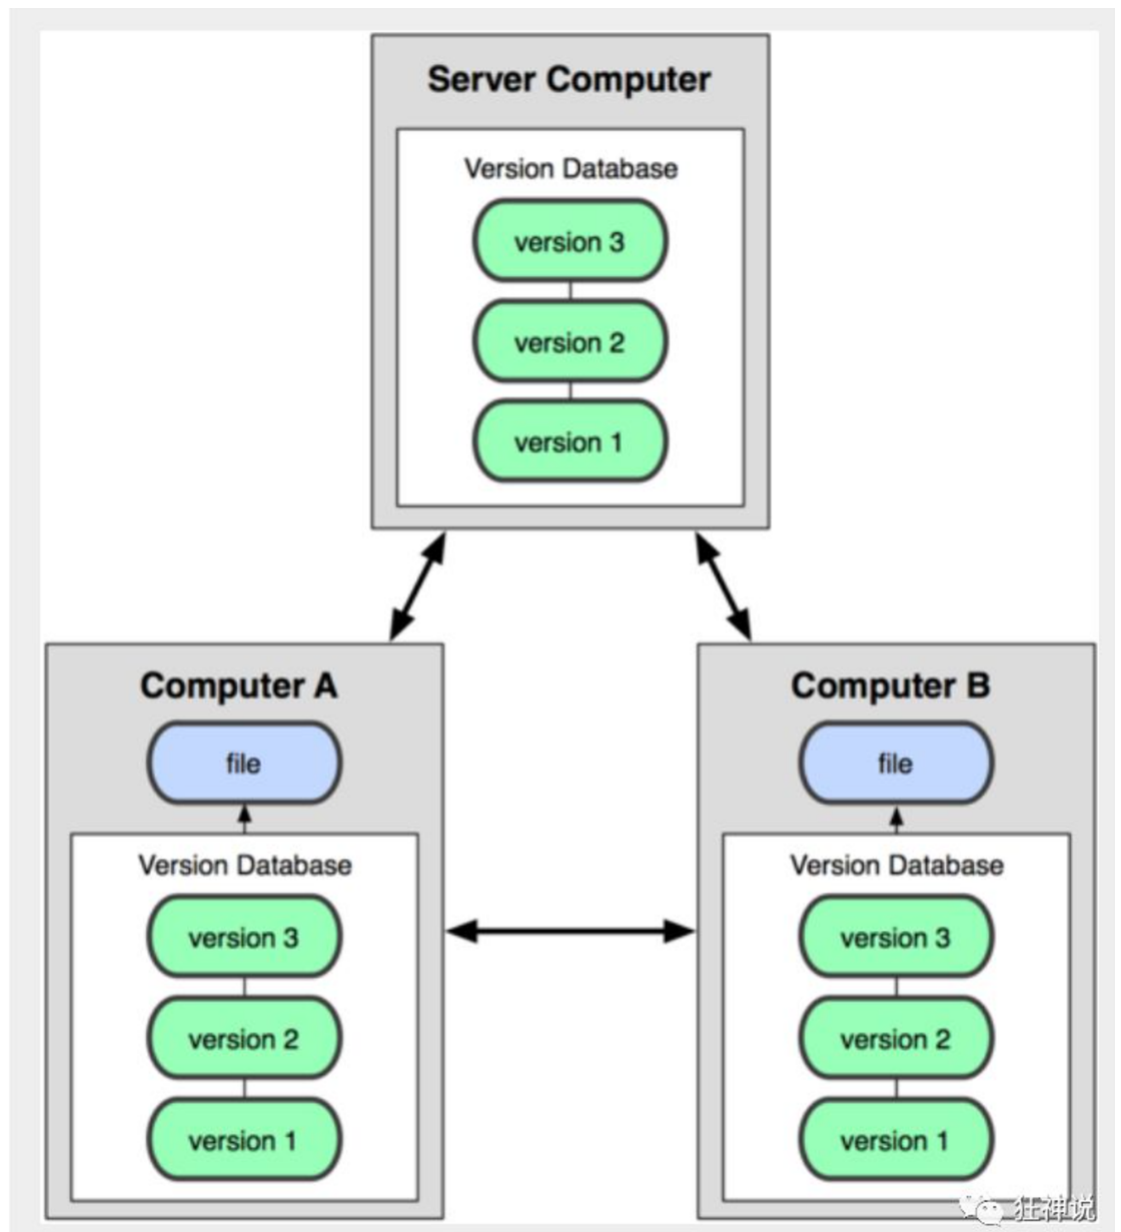 Server Computer
Version Database
version 3
version 2
version 1
Computer A
file
Version Database
version 3
version 2
version 1
Computer B
file
Version Database
version 3
version 2
version 1
狂神说